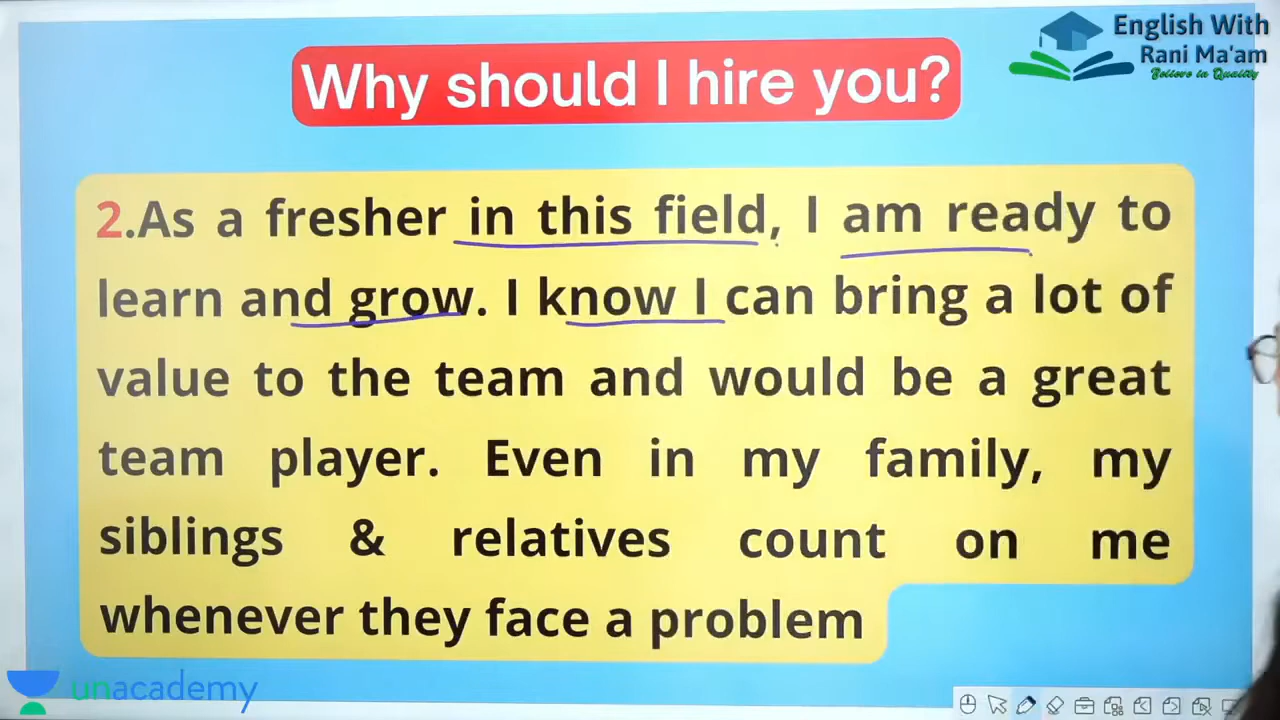 English With
Rani Ma'am
Believe in Quality
Why should I hire you?
2.As a fresher in this field, I am ready to
learn and grow. I know I can bring a lot of
value to the team and would be a great
team player. Even in my family, my
siblings & relatives count on me
whenever they face a problem
unacademy